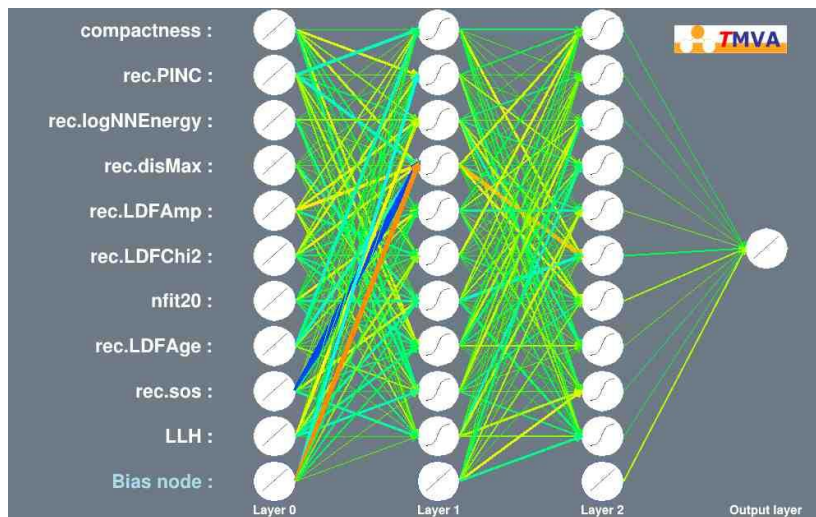 compactness :
TMVA
rec.PINC :
rec.logNNEnergy :
rec.disMax :
rec.LDFAmp :
rec.LDFChi2 :
nfit20 :
rec.LDFAge :
rec.sos :
LLH :
Bias node :
Layer 0 Layer 1 Layer 2 Output layer